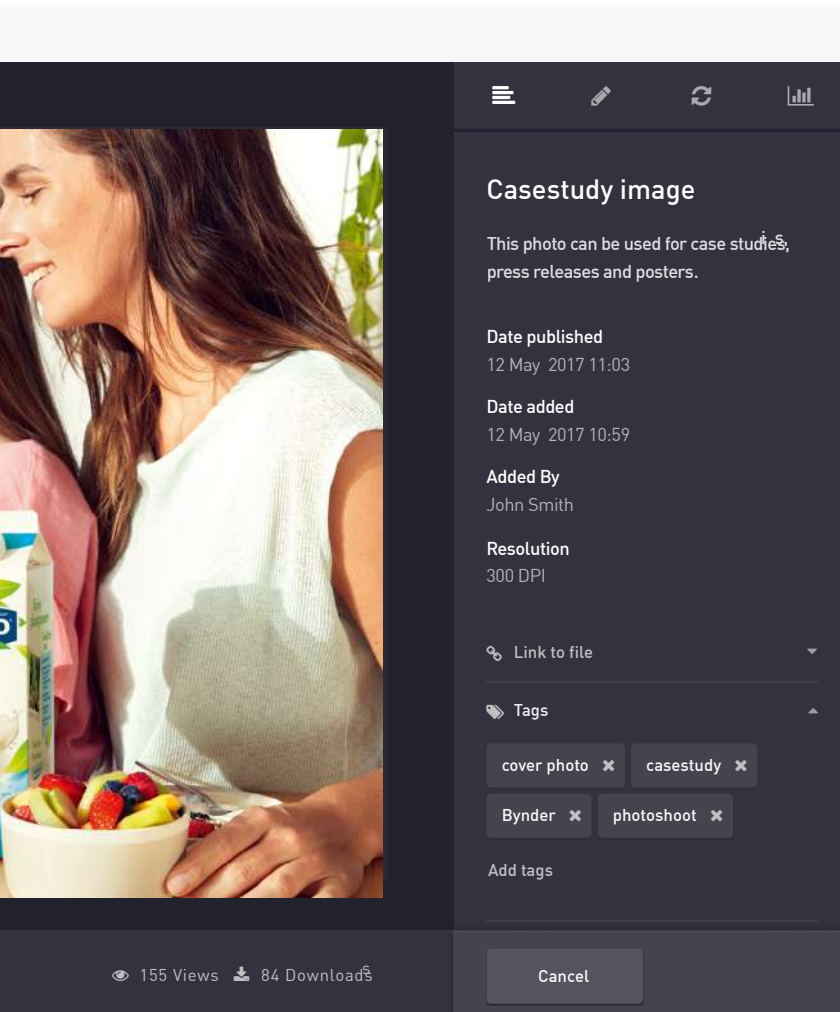 Casestudy image
This photo can be used for case studies,
press releases and posters.
Date published
12 May 2017 11:03
Date added
12 May 2017 10:59
Added By
John Smith
Resolution
300 DPI
Link to file
Tags
cover photo
casestudy
Bynder
photoshoot
Add tags
155 Views 84 Downloads
Cancel